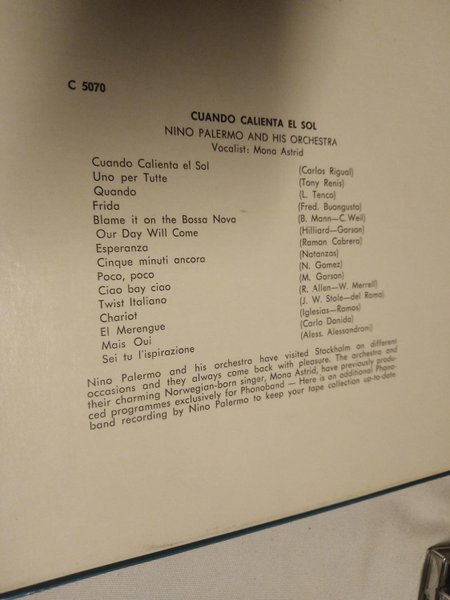 C 5070
CUANDO CALIENTA EL SOL
NINO PALERMO AND HIS ORCHESTRA
Vocalist: Mona Astrid
Cuando Calienta el Sol (Carlos Rigual)
Uno per Tutte (Tony Renis)
Quando (L. Tenco)
Frida (Fred. Buongusto)
Blame it on the Bossa Nova (B. Mann—C. Weil)
Our Day Will Come (Hilliard—Garson)
Esperanza (Ramon Cabrera)
Cinque minuti ancora (Natanzas)
Poco, poco (N. Gomez)
Ciao bay ciao (M. Garson)
Twist Italiano (R. Allen—W. Merrell)
Chariot (J. W. Stole—del Roma)
El Merengue (Iglesias—Ramos)
Mais Oui (Carlo Donida)
Sei tu l'ispirazione (Aless. Alessandroni)
Nino Palermo and his orchestra have visited Stockholm on different
occasions and they always come back with pleasure. The orchestra and
their charming Norwegian-born singer, Mona Astrid, have previously produ-
ced programmes exclusively for Phonoband — Here is an additional Phono-
band recording by Nino Palermo to keep your tape collection up-to-date.